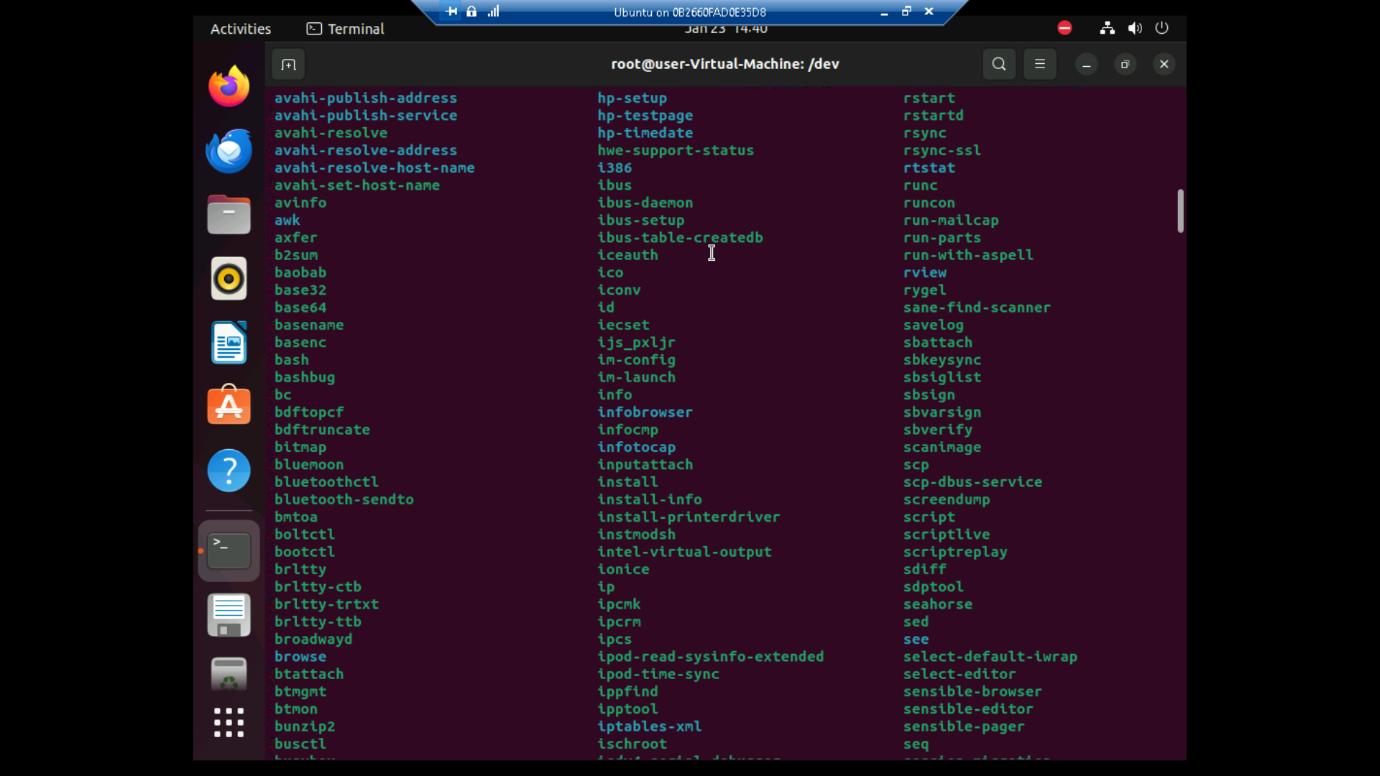 Ubuntu on 0B2660FAD0E35D8
Activities Terminal Jan 23 14:40
root@user-Virtual-Machine: /dev
avahi-publish-address hp-setup rstart
avahi-publish-service hp-testpage rstartd
avahi-resolve hp-timedate rsync
avahi-resolve-address hwe-support-status rsync-ssl
avahi-resolve-host-name i386 rtstat
avahi-set-host-name ibus runc
avinfo ibus-daemon runcon
awk ibus-setup run-mailcap
axfer ibus-table-createdb run-parts
b2sum iceauth run-with-aspell
baobab ico rview
base32 iconv rygel
base64 id sane-find-scanner
basename iecset savelog
basenc ijs_pxljr sbattach
bash im-config sbkeysync
bashbug im-launch sbsiglist
bc info sbsign
bdftopcf infobrowser sbvarsign
bdftruncate infocmp sbverify
bitmap infotocap scanimage
bluemoon inputattach scp
bluetoothctl install scp-dbus-service
bluetooth-sendto install-info screendump
bmtoa install-printerdriver script
boltctl instmodsh scriptlive
bootctl intel-virtual-output scriptreplay
brltty ionice sdiff
brltty-ctb ip sdptool
brltty-trtxt ipcmk seahorse
brltty-ttb ipcrm sed
broadwayd ipcs see
browse ipod-read-sysinfo-extended select-default-iwrap
btattach ipod-time-sync select-editor
btmgmt ippfind sensible-browser
btmon ipptool sensible-editor
bunzip2 iptables-xml sensible-pager
busctl ischroot seq